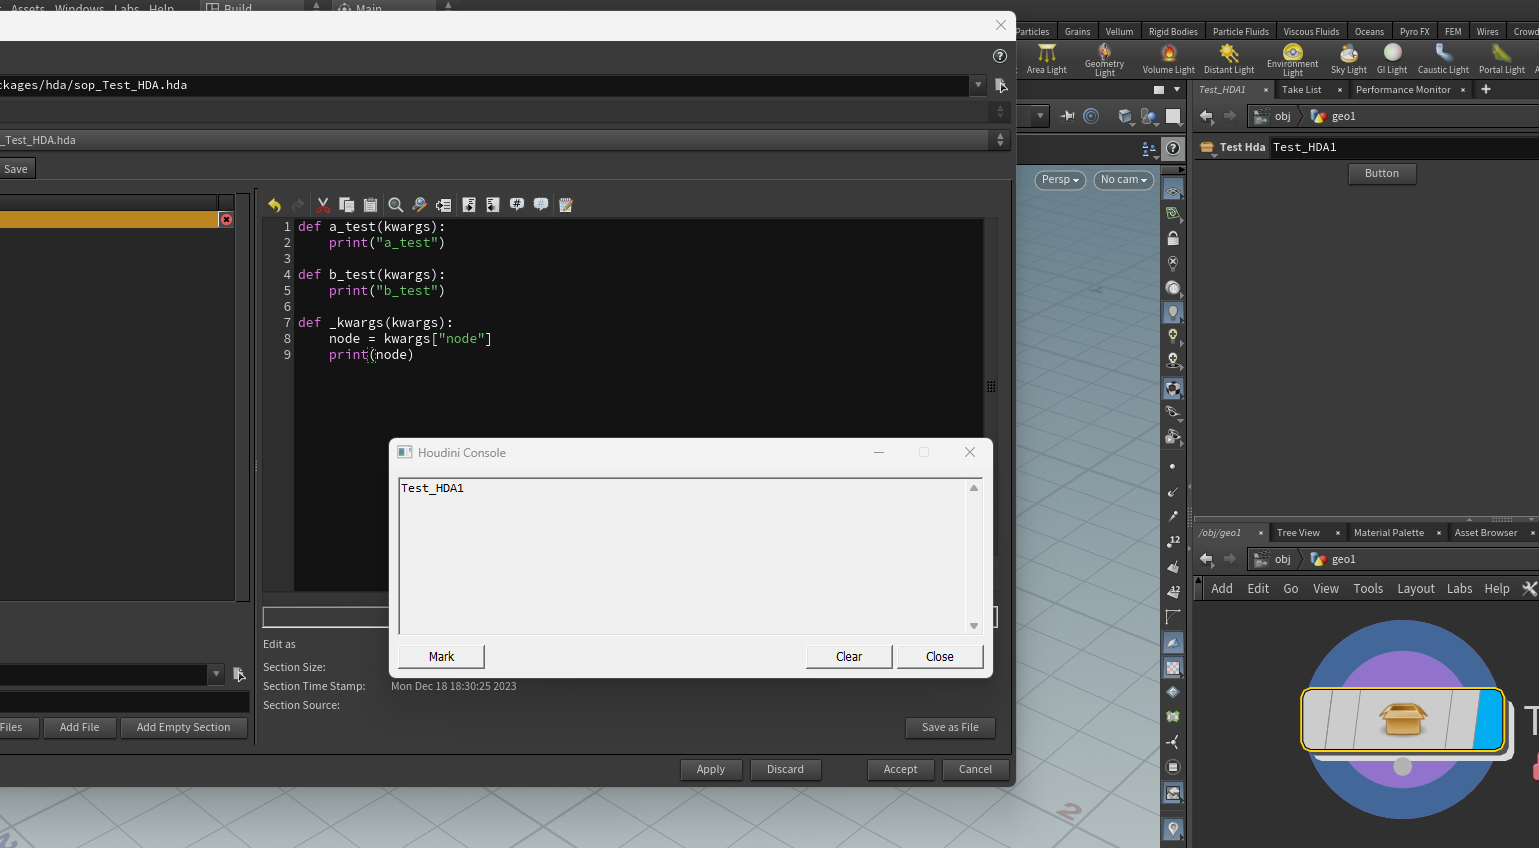 Assets Windows Labs Help Build Main
ckages/hda/sop_Test_HDA.hda
_Test_HDA.hda
Save
1 def a_test(kwargs):
2     print("a_test")
3
4 def b_test(kwargs):
5     print("b_test")
6
7 def _kwargs(kwargs):
8     node = kwargs["node"]
9     print(node)
Houdini Console
Test_HDA1
Mark Clear Close
Edit as
Section Size:
Section Time Stamp: Mon Dec 18 18:30:25 2023
Section Source:
Files Add File Add Empty Section Save as File
Apply Discard Accept Cancel
Particles Grains Vellum Rigid Bodies Particle Fluids Viscous Fluids Oceans Pyro FX FEM Wires Crowd
Area Light Geometry Light Volume Light Distant Light Environment Light Sky Light GI Light Caustic Light Portal Light
Persp No cam
12
12
2
Test_HDA1 Take List Performance Monitor
obj geo1
Test Hda Test_HDA1
Button
/obj/geo1 Tree View Material Palette Asset Browser
obj geo1
Add Edit Go View Tools Layout Labs Help
T